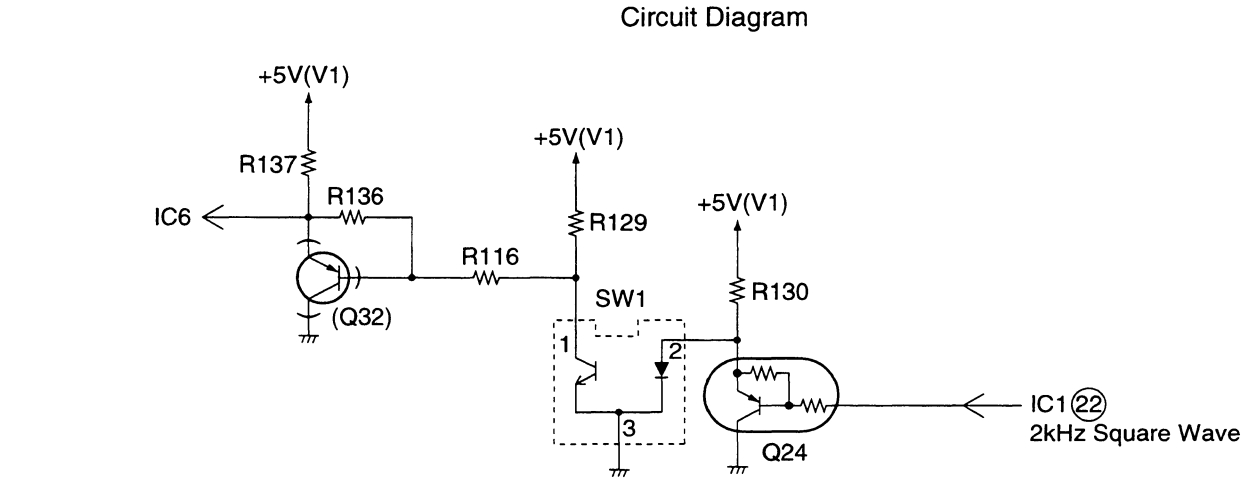 Circuit Diagram
+5V(V1)
+5V(V1)
R137
R136
+5V(V1)
IC6
R129
R116
SW1
R130
(Q32)
1
2
IC1 22
3
2kHz Square Wave
Q24